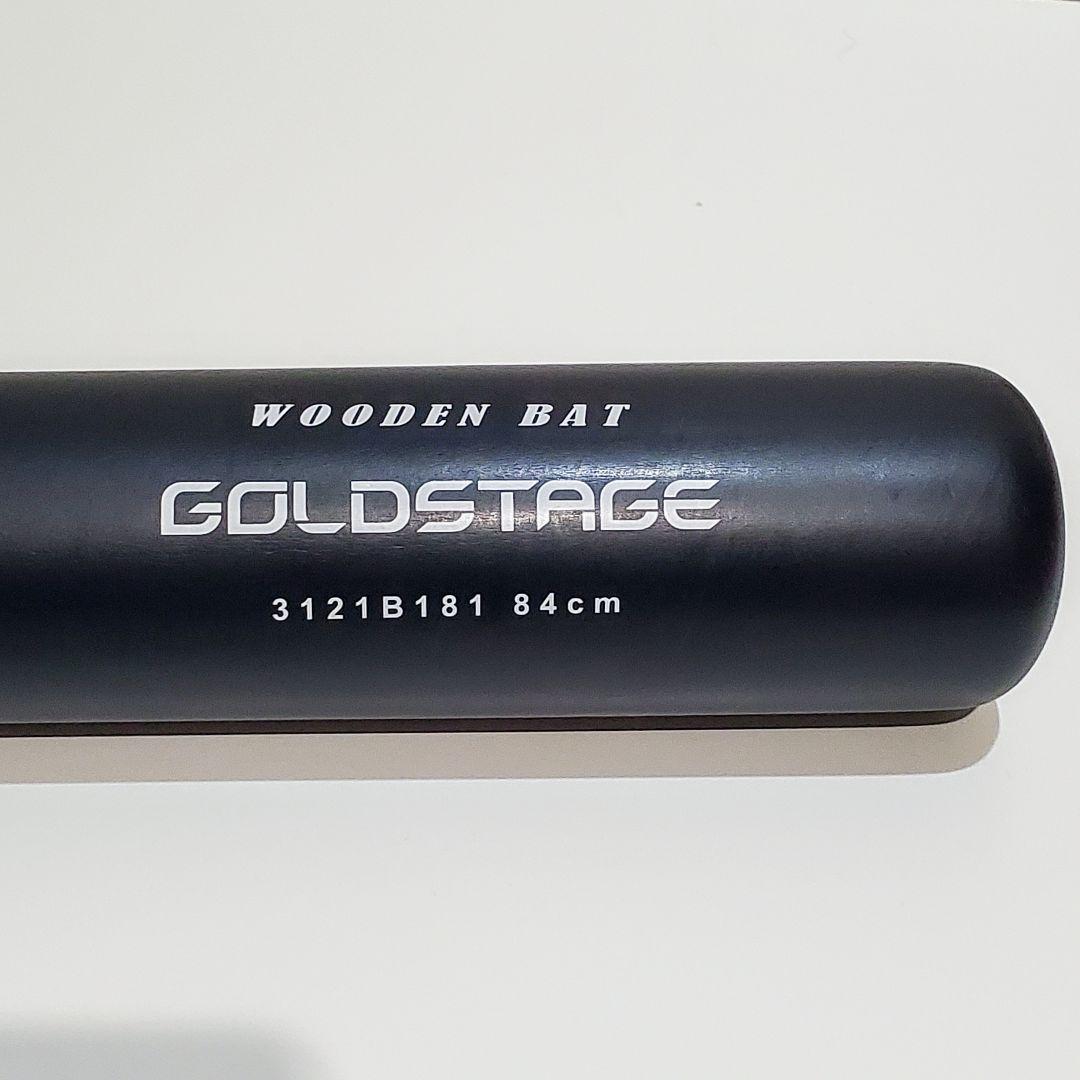 WOODEN BAT
GOLDSTAGE
3121B181 84cm